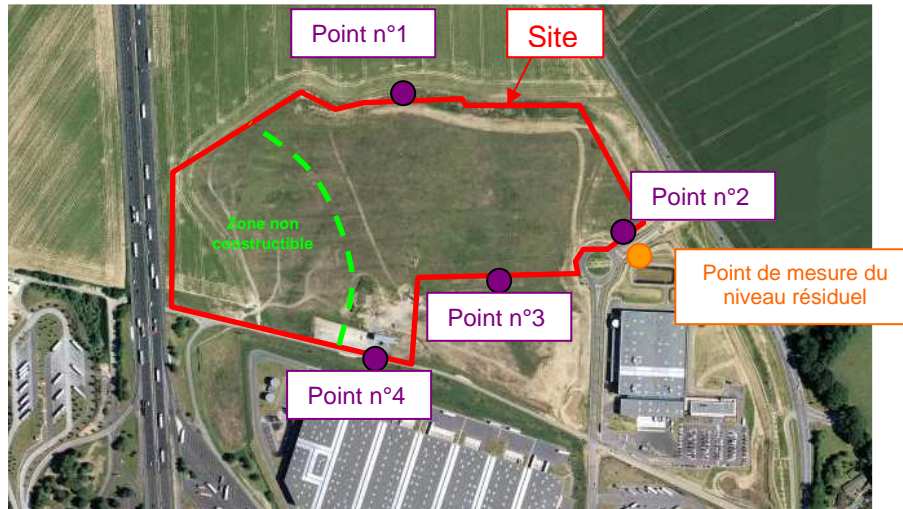 Point n°1
Site
Point n°2
Zone non
constructible
Point de mesure du
niveau résiduel
Point n°3
Point n°4